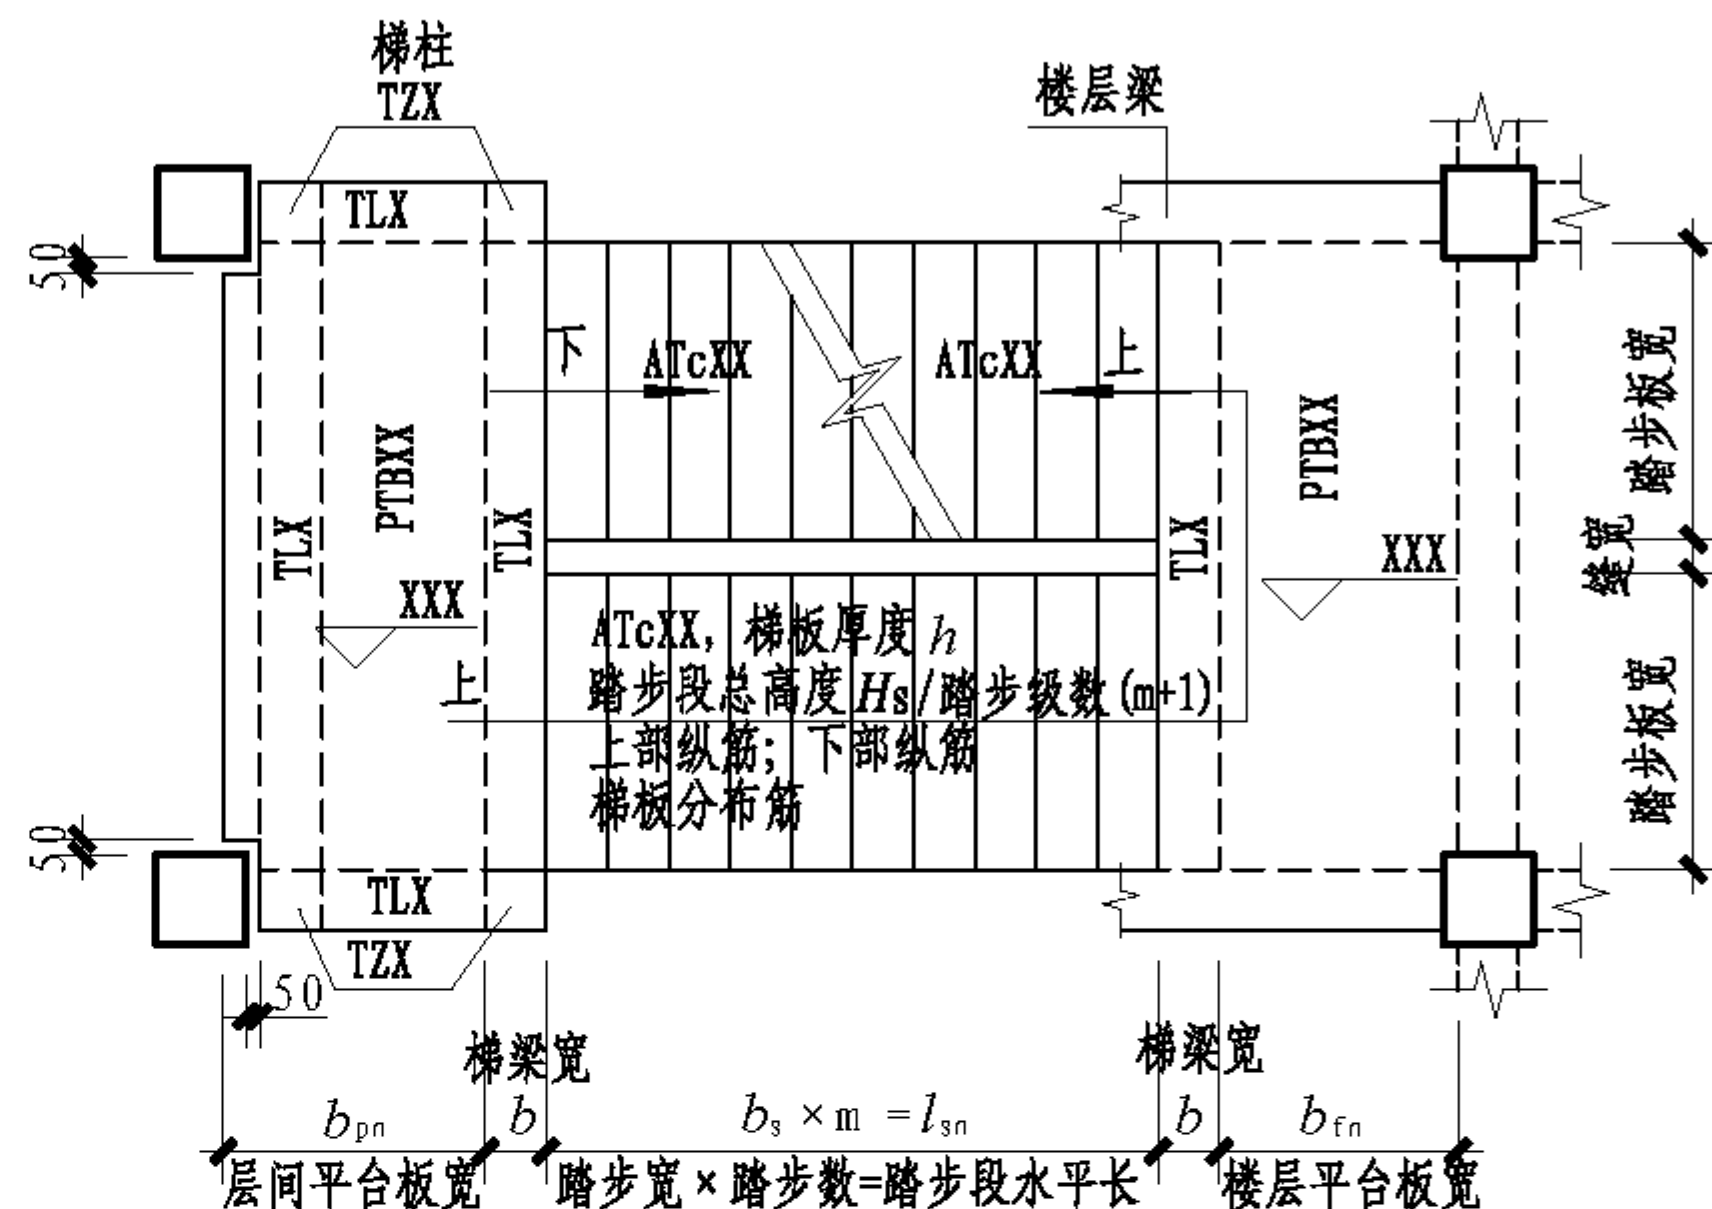 梯柱
TZX
楼层梁
TLX
50
下
ATcXX
ATcXX
上
踏步板宽
PTBXX
PTBXX
TLX
TLX
TLX
缝宽
XXX
XXX
ATcXX, 梯板厚度 h
上
踏步段总高度Hs/踏步级数(m+1)
上部纵筋; 下部纵筋
梯板分布筋
踏步板宽
50
TLX
TZX
50
梯梁宽
梯梁宽
bpn
b
bs × m = lsn
b
bfn
层间平台板宽
踏步宽 × 踏步数=踏步段水平长
楼层平台板宽